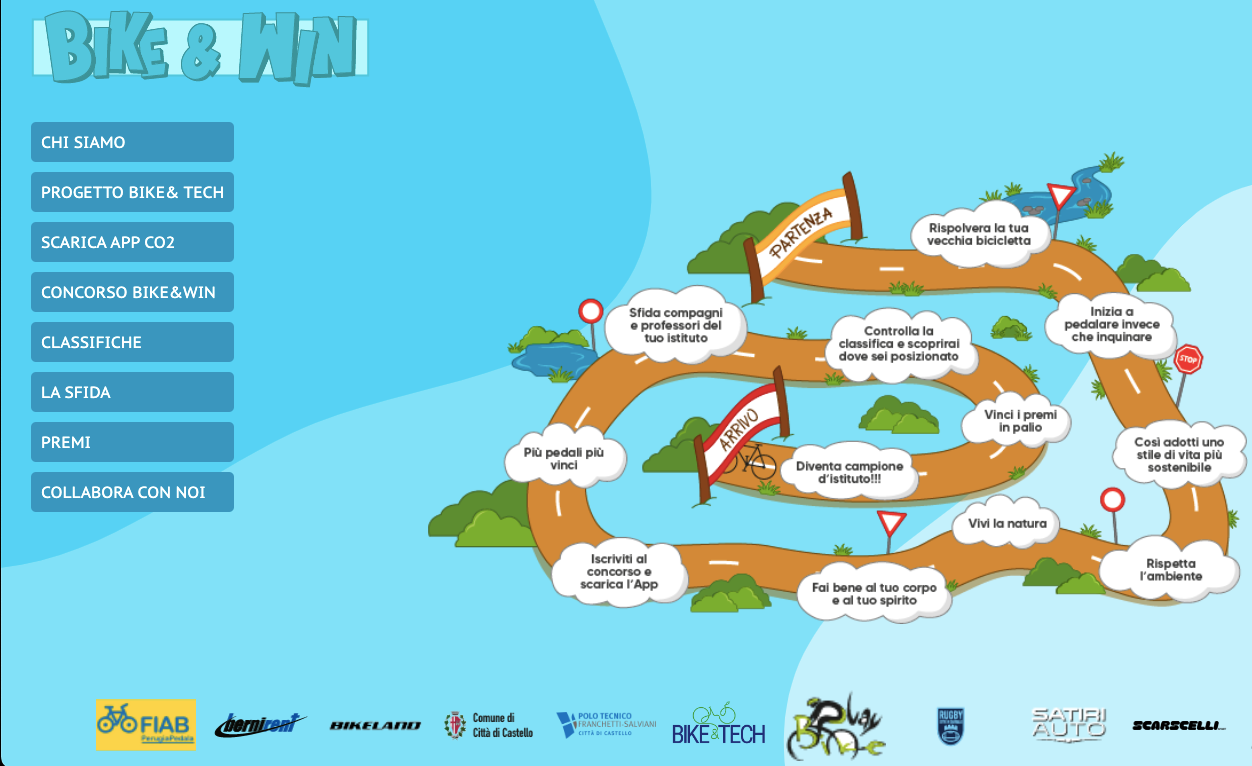 BIKE & WIN
CHI SIAMO
PROGETTO BIKE& TECH
SCARICA APP CO2
CONCORSO BIKE&WIN
CLASSIFICHE
LA SFIDA
PREMI
COLLABORA CON NOI
PARTENZA
Rispolvera la tua
vecchia bicicletta
Inizia a
pedalare invece
che inquinare
STOP
Così adotti uno
stile di vita più
sostenibile
Rispetta
l'ambiente
Vivi la natura
Fai bene al tuo corpo
e al tuo spirito
Iscriviti al
concorso e
scarica l'App
Più pedali più
vinci
Sfida compagni
e professori del
tuo istituto
Controlla la
classifica e scoprirai
dove sei posizionato
Vinci i premi
in palio
Diventa campione
d'istituto!!!
ARRIVO
FIAB
PerugiaPedala
bernirent
BIKELAND
Comune di
Città di Castello
POLO TECNICO
FRANCHETTI-SALVIANI
CITTÀ DI CASTELLO
BIKE&TECH
Play
Bike
RUGBY
SATIRI
AUTO
SCARSCELLI